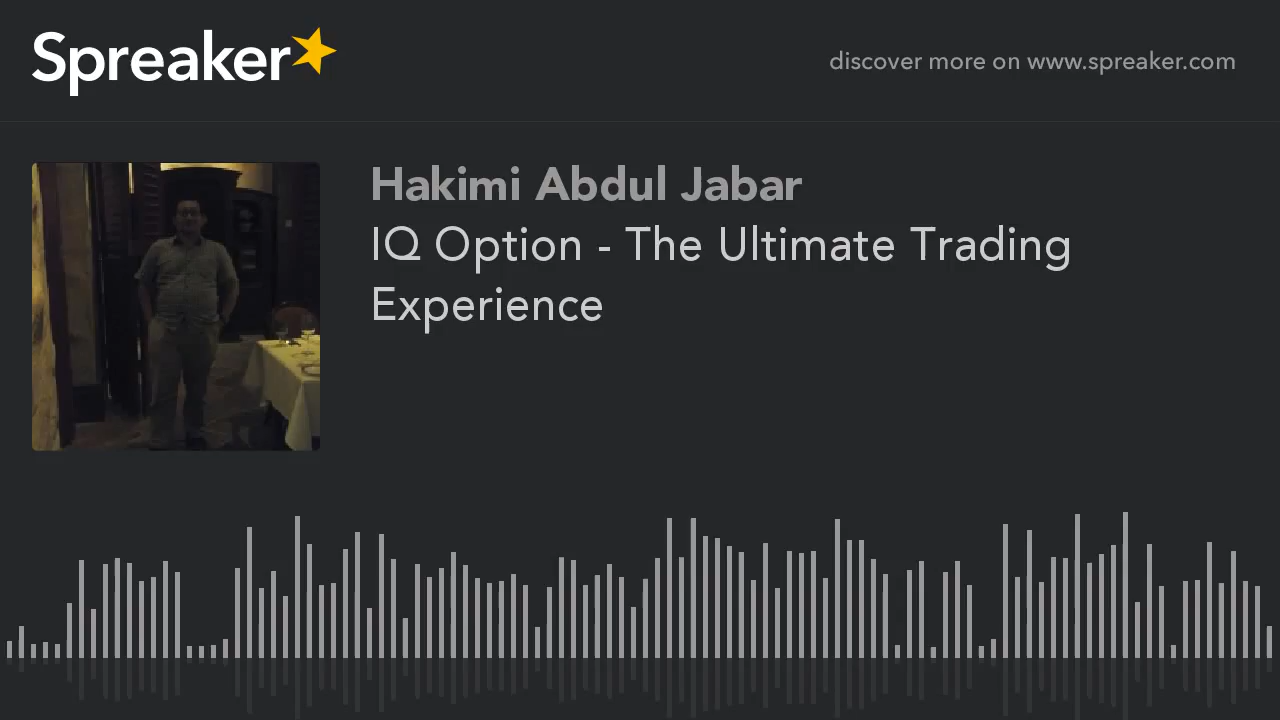 Spreaker
discover more on www.spreaker.com
Hakimi Abdul Jabar
IQ Option - The Ultimate Trading
Experience